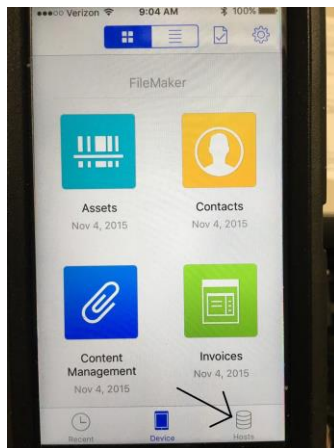 ●●●○○ Verizon 9:04 AM 100%
FileMaker
Assets
Nov 4, 2015
Contacts
Nov 4, 2015
Content
Management
Nov 4, 2015
Invoices
Nov 4, 2015
Recent
Device
Hosts